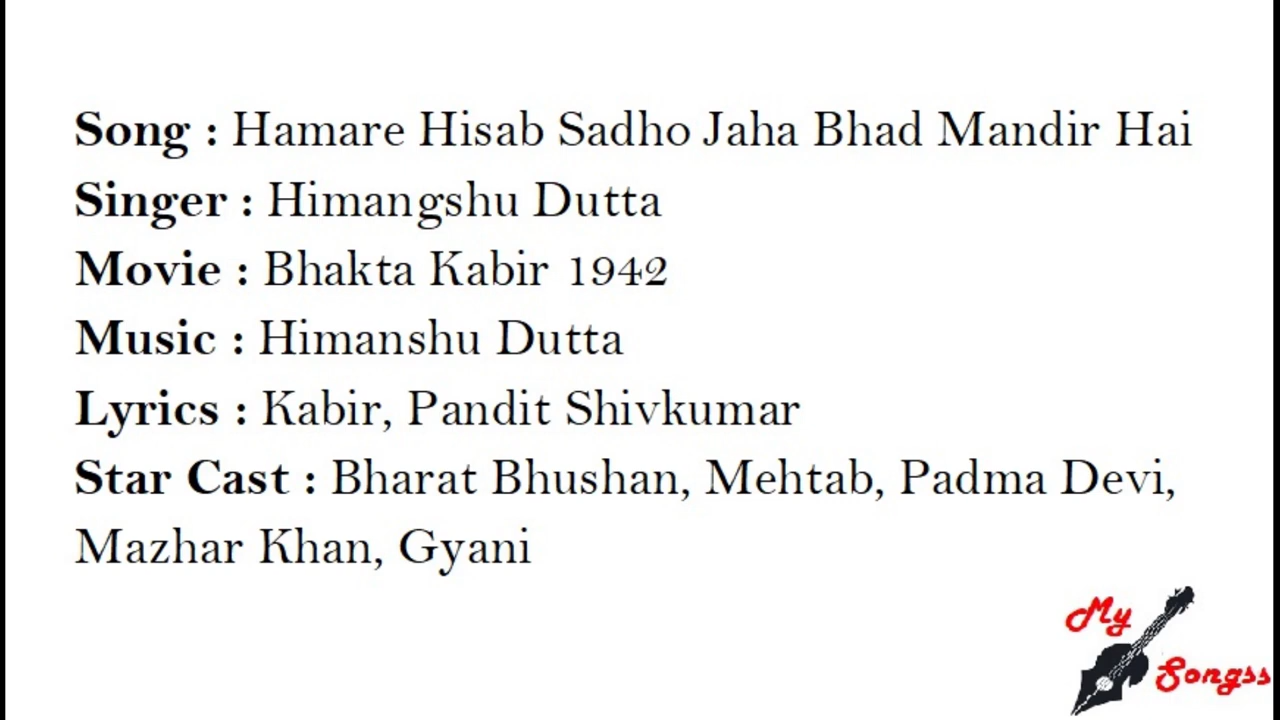 Song : Hamare Hisab Sadho Jaha Bhad Mandir Hai
Singer : Himangshu Dutta
Movie : Bhakta Kabir 1942
Music : Himanshu Dutta
Lyrics : Kabir, Pandit Shivkumar
Star Cast : Bharat Bhushan, Mehtab, Padma Devi,
Mazhar Khan, Gyani
My
Songss